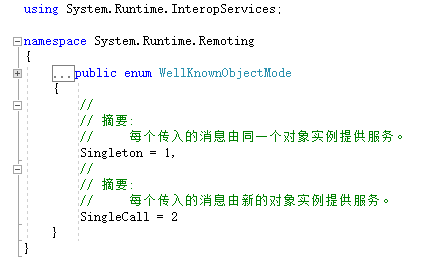 using System.Runtime.InteropServices;
namespace System.Runtime.Remoting
{
...public enum WellKnownObjectMode
{
//
// 摘要:
//     每个传入的消息由同一个对象实例提供服务。
Singleton = 1,
//
// 摘要:
//     每个传入的消息由新的对象实例提供服务。
SingleCall = 2
}
}